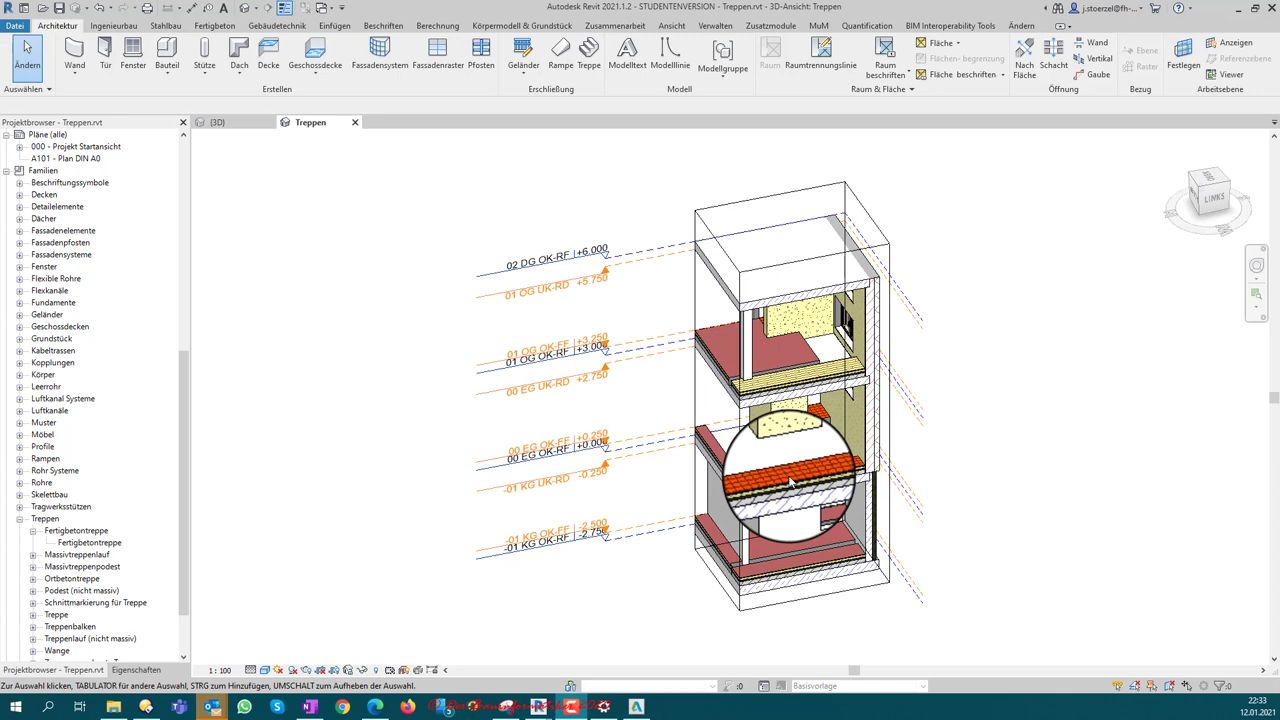 Autodesk Revit 2021.1.2 - STUDENTENVERSION - Treppen.rvt - 3D-Ansicht: Treppen
j.stoerzel@fh-...
Datei Architektur Ingenieurbau Stahlbau Fertigbeton Gebäudetechnik Einfügen Beschriften Berechnung Körpermodell & Grundstück Zusammenarbeit Ansicht Verwalten Zusatzmodule MuM Quantification BIM Interoperability Tools Ändern
Ändern Wand Tür Fenster Bauteil Stütze Dach Decke Geschossdecke Fassadensystem Fassadenraster Pfosten Geländer Rampe Treppe Modelltext Modelllinie Modellgruppe Raum Raumtrennungslinie Raum beschriften
Fläche
Flächen- begrenzung
Fläche beschriften
Nach Fläche Schacht
Wand
Vertikal
Gaube
Ebene
Raster
Festlegen
Anzeigen
Referenzebene
Viewer
Auswählen Erstellen Erschließung Modell Raum & Fläche Öffnung Bezug Arbeitsebene
Projektbrowser - Treppen.rvt
{3D}
Treppen
Pläne (alle)
000 - Projekt Startansicht
A101 - Plan DIN A0
Familien
Beschriftungssymbole
Decken
Detailelemente
Dächer
Fassadenelemente
Fassadenpfosten
Fassadensysteme
Fenster
Flexible Rohre
Flexkanäle
Fundamente
Geländer
Geschossdecken
Grundstück
Kabeltrassen
Kopplungen
Körper
Leerrohr
Luftkanal Systeme
Luftkanäle
Muster
Möbel
Profile
Rampen
Rohr Systeme
Rohre
Skelettbau
Tragwerksstützen
Treppen
Fertigbetontreppe
Fertigbetontreppe
Massivtreppenlauf
Massivtreppenpodest
Ortbetontreppe
Podest (nicht massiv)
Schnittmarkierung für Treppe
Treppe
Treppenbalken
Treppenlauf (nicht massiv)
Wange
02 DG OK-RF +6.000
01 OG UK-RD +5.750
01 OG OK-FF +3.250
01 OG OK-RF +3.000
00 EG UK-RD +2.750
00 EG OK-FF +0.250
00 EG OK-RF +0.000
-01 KG UK-RD -0.250
-01 KG OK-FF -2.500
-01 KG OK-RF -2.750
LINKS
Projektbrowser - Treppen.rvt Eigenschaften
1 : 100
Zur Auswahl klicken, TABULATOR für andere Auswahl, STRG zum Hinzufügen, UMSCHALT zum Aufheben der Auswahl.
:0
Basisvorlage
:0
22:33
12.01.2021